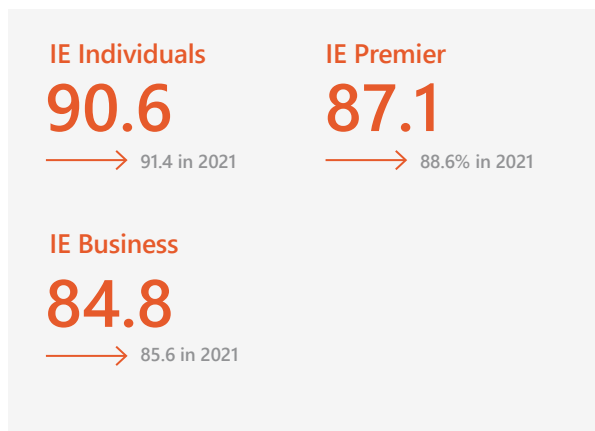 IE Individuals
90.6
91.4 in 2021
IE Premier
87.1
88.6% in 2021
IE Business
84.8
85.6 in 2021